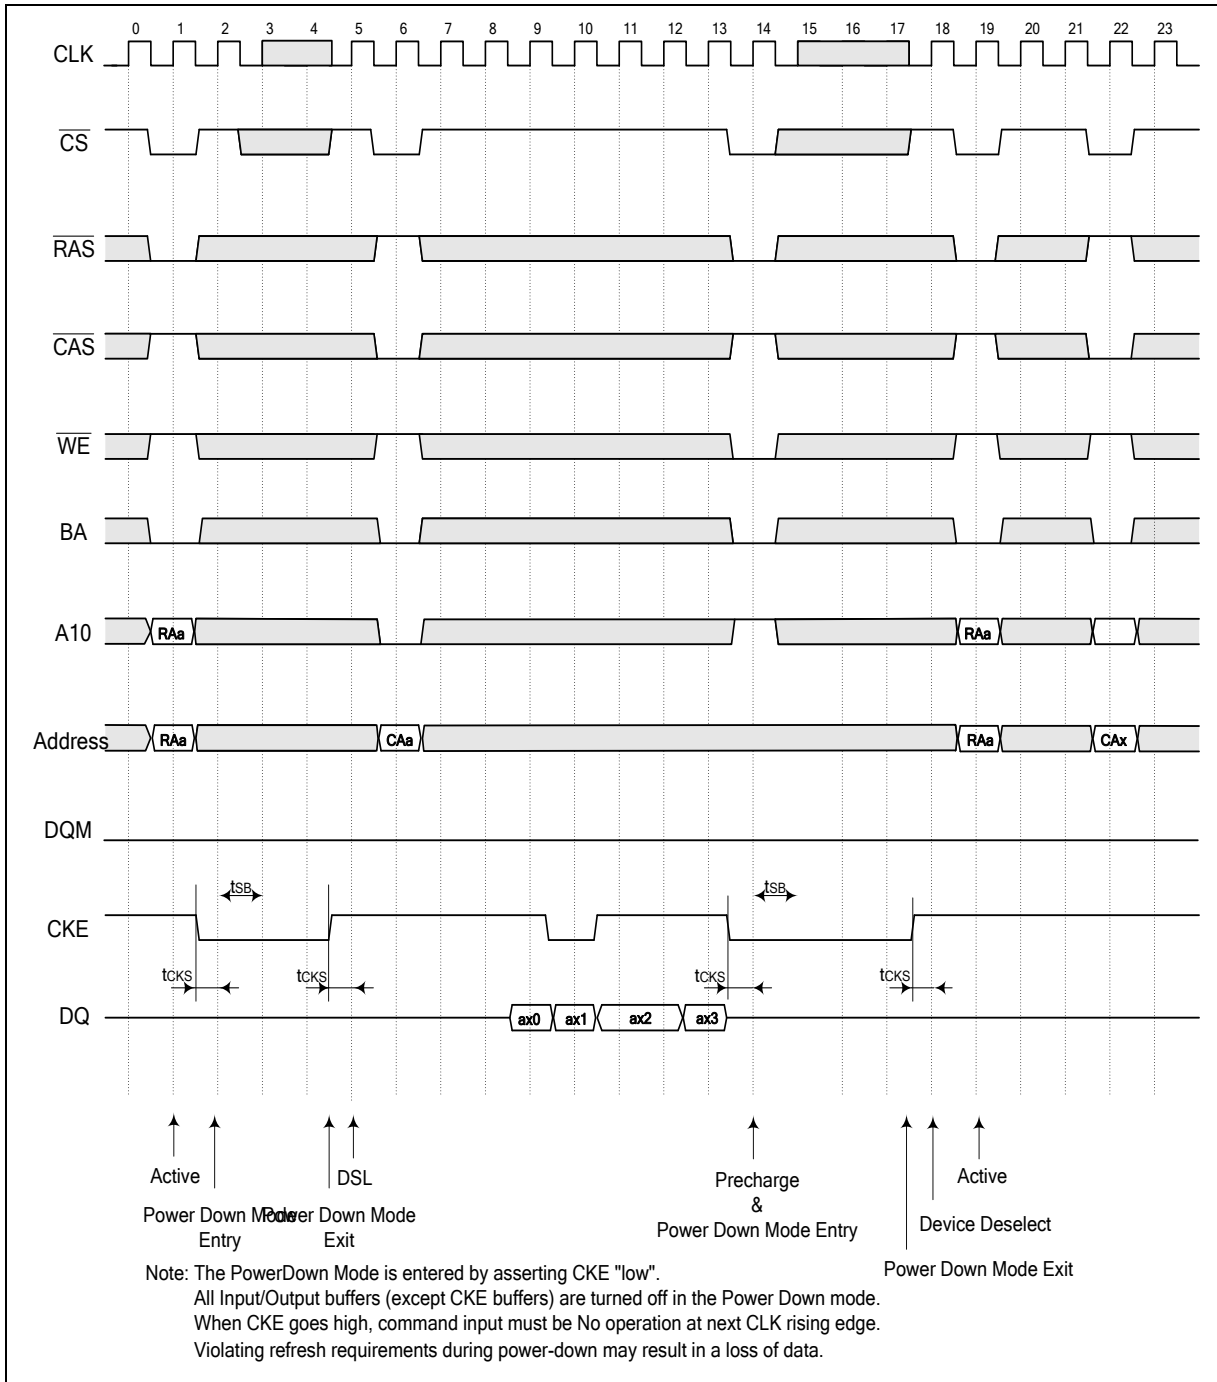 0 1 2 3 4 5 6 7 8 9 10 11 12 13 14 15 16 17 18 19 20 21 22 23
CLK
CS
RAS
CAS
WE
BA
A10 RAa RAa
Address RAa CAa RAa CAx
DQM
tSB tSB
CKE
tCKS tCKS tCKS tCKS
DQ ax0 ax1 ax2 ax3
Active DSL Precharge Active
&
Power Down Mode Power Down Mode Power Down Mode Entry Device Deselect
Entry Exit
Power Down Mode Exit
Note: The PowerDown Mode is entered by asserting CKE "low".
All Input/Output buffers (except CKE buffers) are turned off in the Power Down mode.
When CKE goes high, command input must be No operation at next CLK rising edge.
Violating refresh requirements during power-down may result in a loss of data.